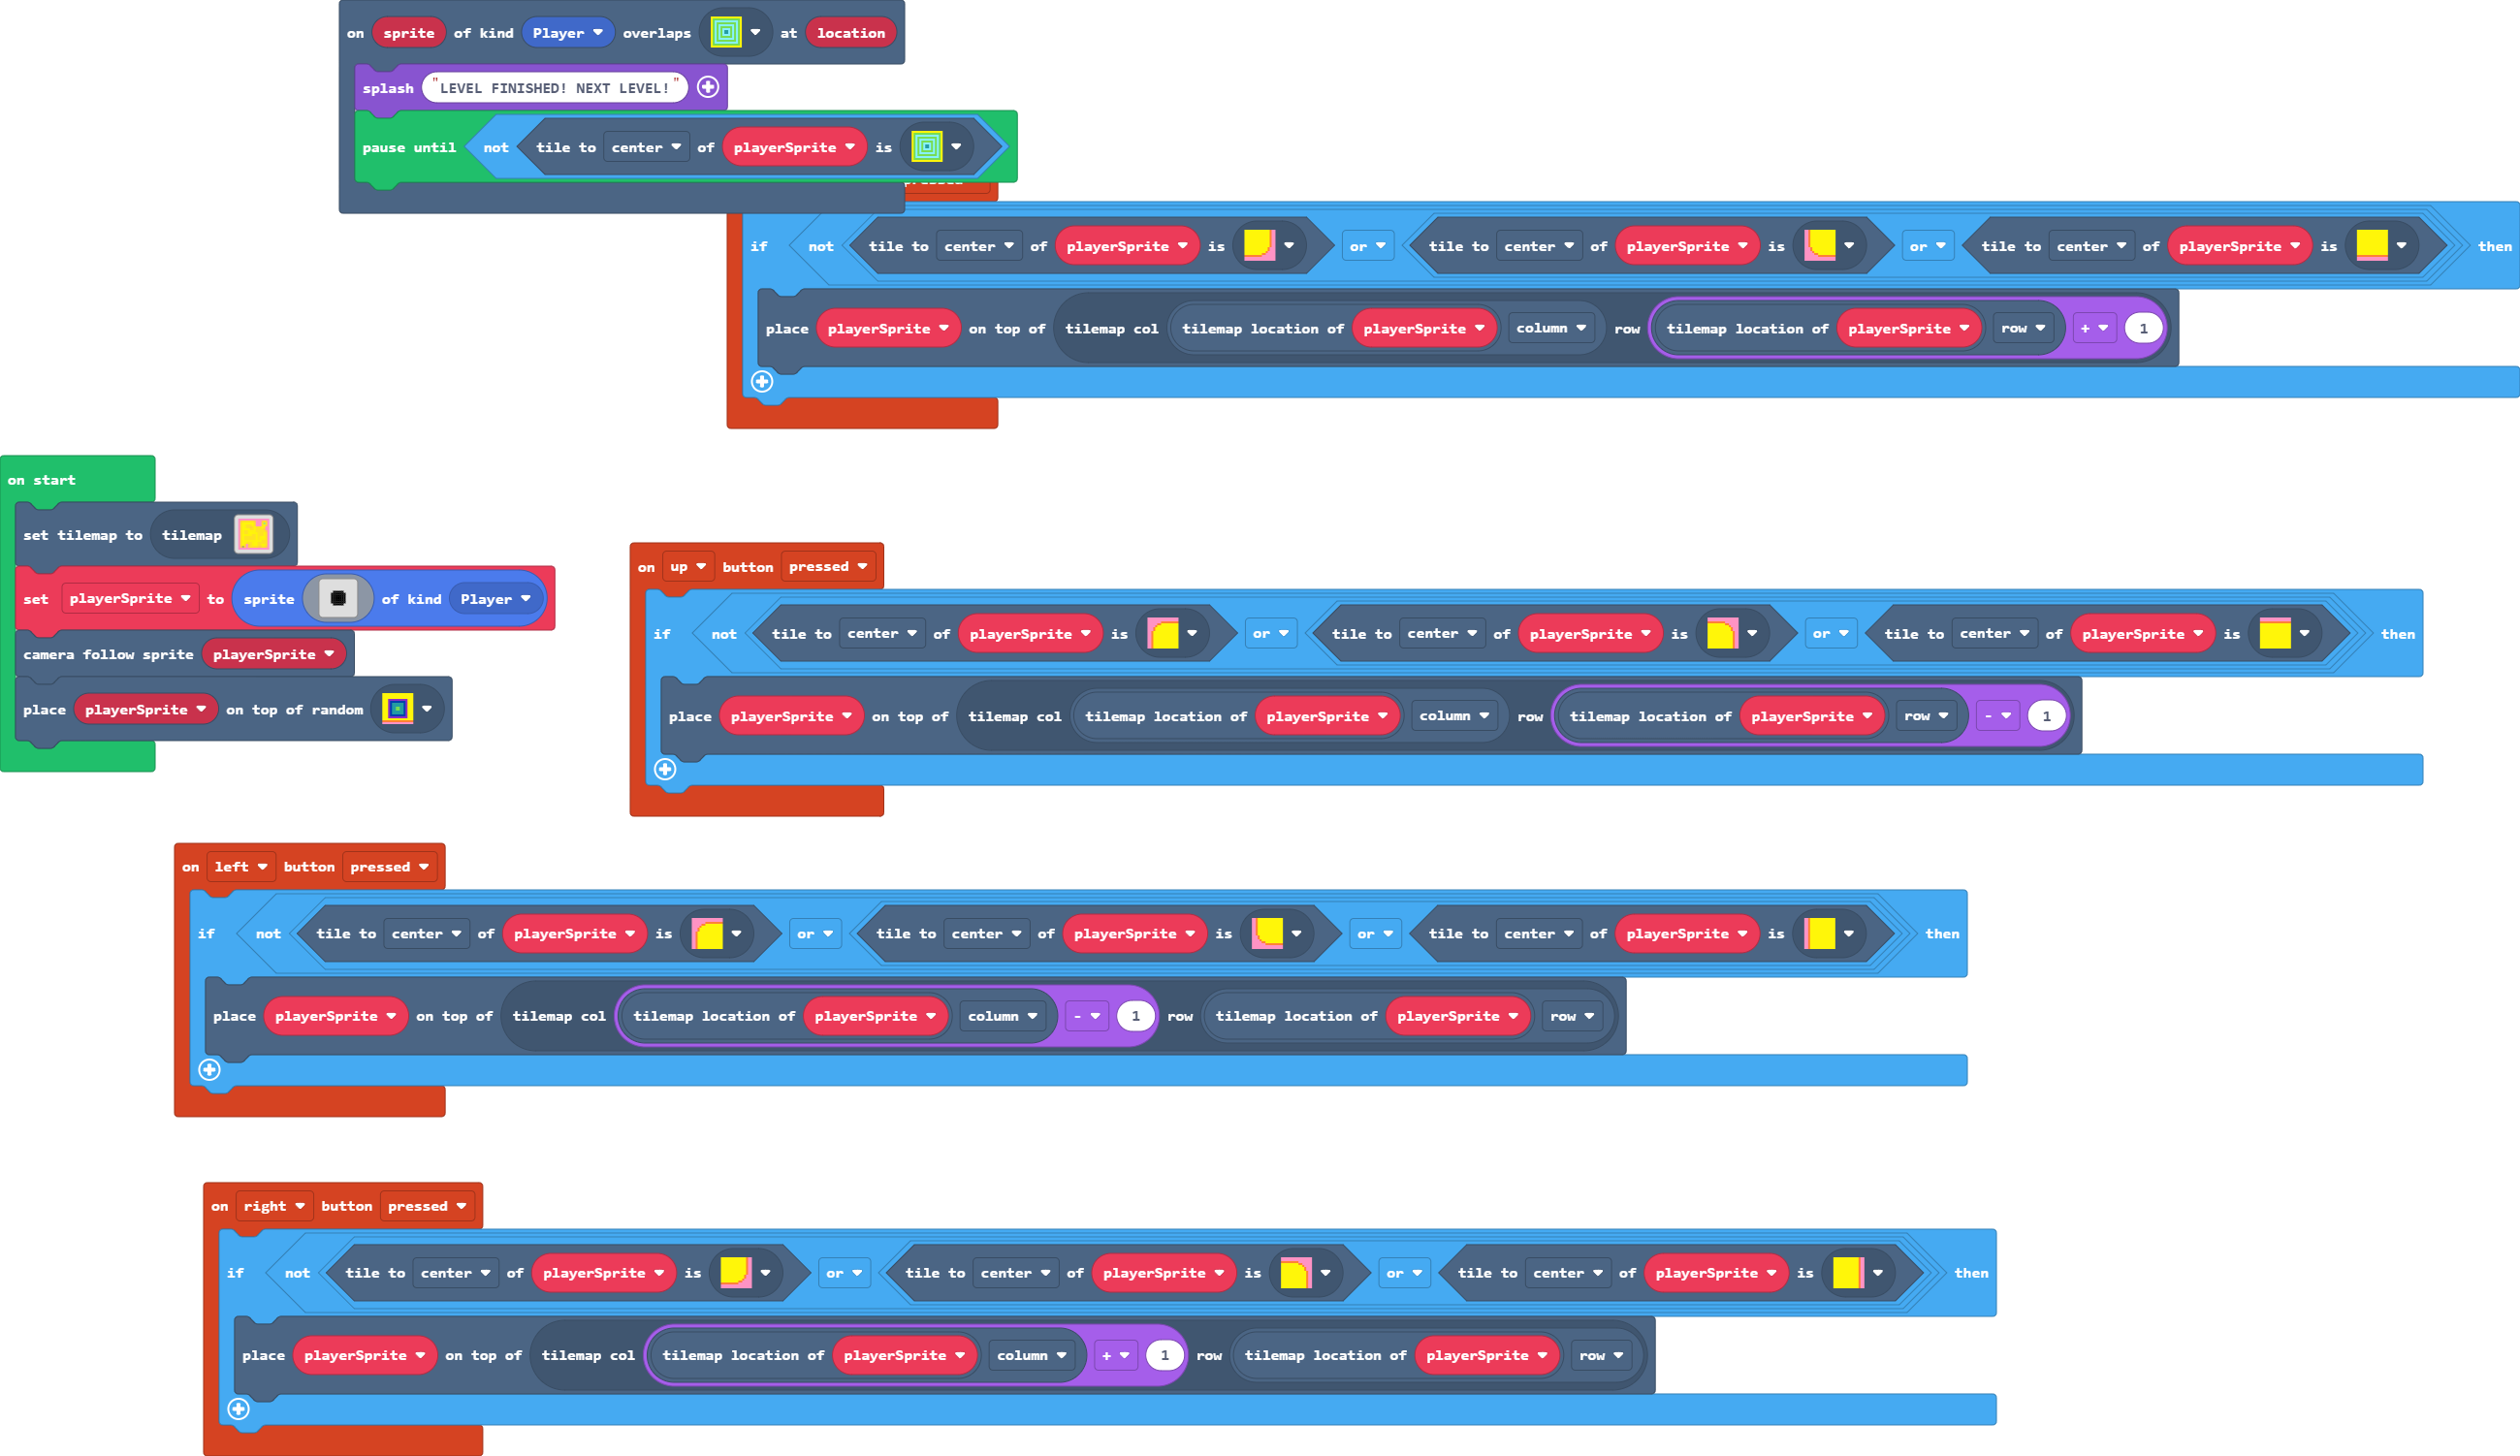 on sprite of kind Player overlaps at location
splash "LEVEL FINISHED! NEXT LEVEL!"
pause until not tile to center of playerSprite is
if not tile to center of playerSprite is or tile to center of playerSprite is or tile to center of playerSprite is then
place playerSprite on top of tilemap col tilemap location of playerSprite column row tilemap location of playerSprite row + 1
on start
set tilemap to tilemap
set playerSprite to sprite of kind Player
camera follow sprite playerSprite
place playerSprite on top of random
on up button pressed
if not tile to center of playerSprite is or tile to center of playerSprite is or tile to center of playerSprite is then
place playerSprite on top of tilemap col tilemap location of playerSprite column row tilemap location of playerSprite row - 1
on left button pressed
if not tile to center of playerSprite is or tile to center of playerSprite is or tile to center of playerSprite is then
place playerSprite on top of tilemap col tilemap location of playerSprite column - 1 row tilemap location of playerSprite row
on right button pressed
if not tile to center of playerSprite is or tile to center of playerSprite is or tile to center of playerSprite is then
place playerSprite on top of tilemap col tilemap location of playerSprite column + 1 row tilemap location of playerSprite row